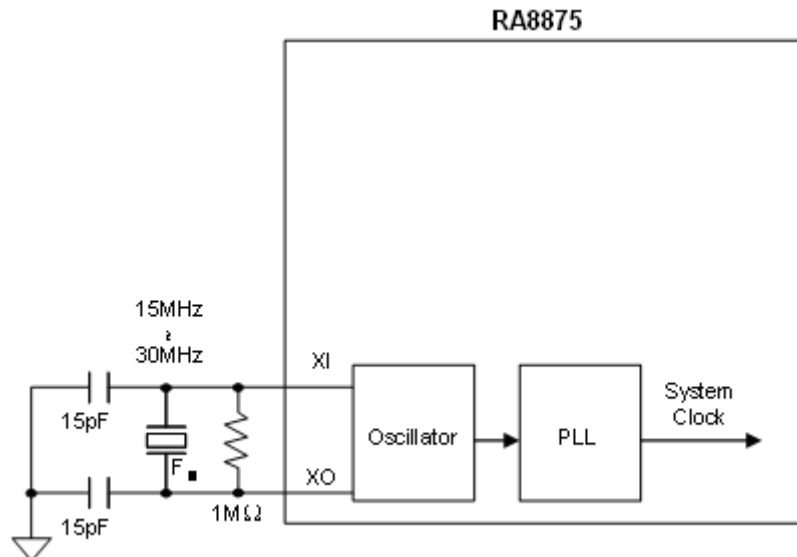 RA8875
15MHz
~
30MHz
XI
15pF
Oscillator
PLL
System
Clock
F
XO
15pF
1MΩ